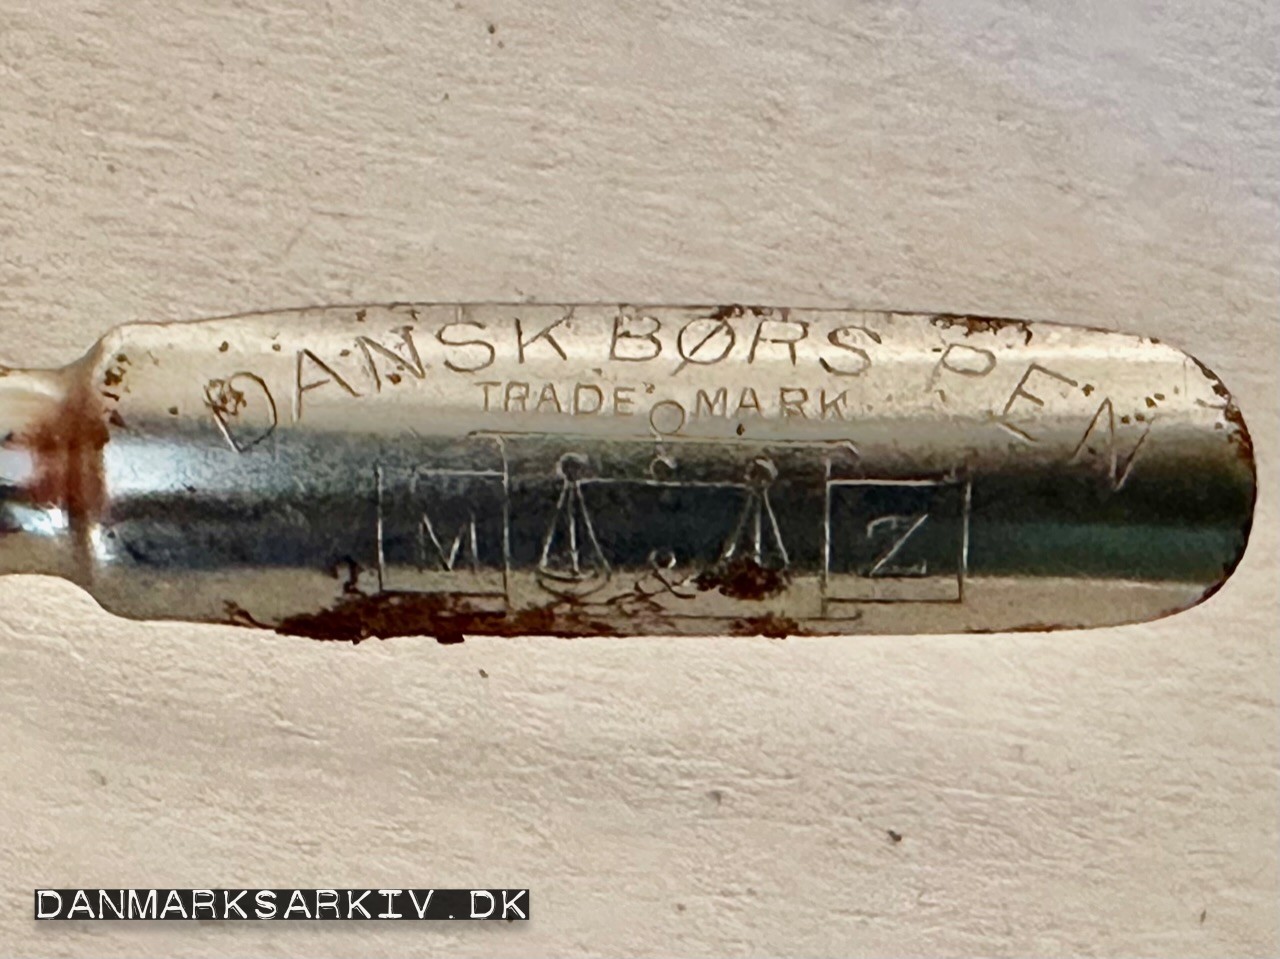 DANSK BØRS PEN
TRADE MARK
M & Z
DANMARKSARKIV.DK